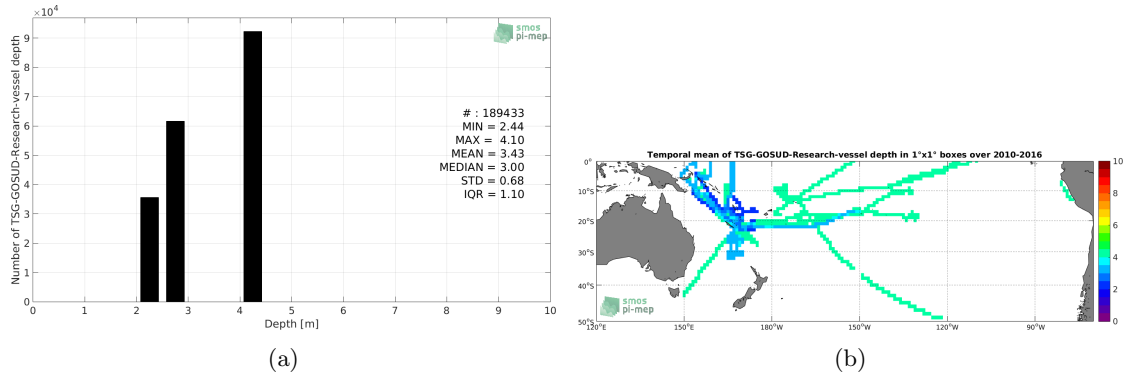 ×10⁴
9
8
7
6
5
4
3
2
1
0
Number of TSG-GOSUD-Research-vessel depth
smos
pi-mep
# : 189433
MIN = 2.44
MAX = 4.10
MEAN = 3.43
MEDIAN = 3.00
STD = 0.68
IQR = 1.10
0 1 2 3 4 5 6 7 8 9 10
Depth [m]
(a)
Temporal mean of TSG-GOSUD-Research-vessel depth in 1°x1° boxes over 2010-2016
0°
10°S
20°S
30°S
40°S
50°S
smos
pi-mep
120°E 150°E 180°W 150°W 120°W 90°W
10
8
6
4
2
0
(b)